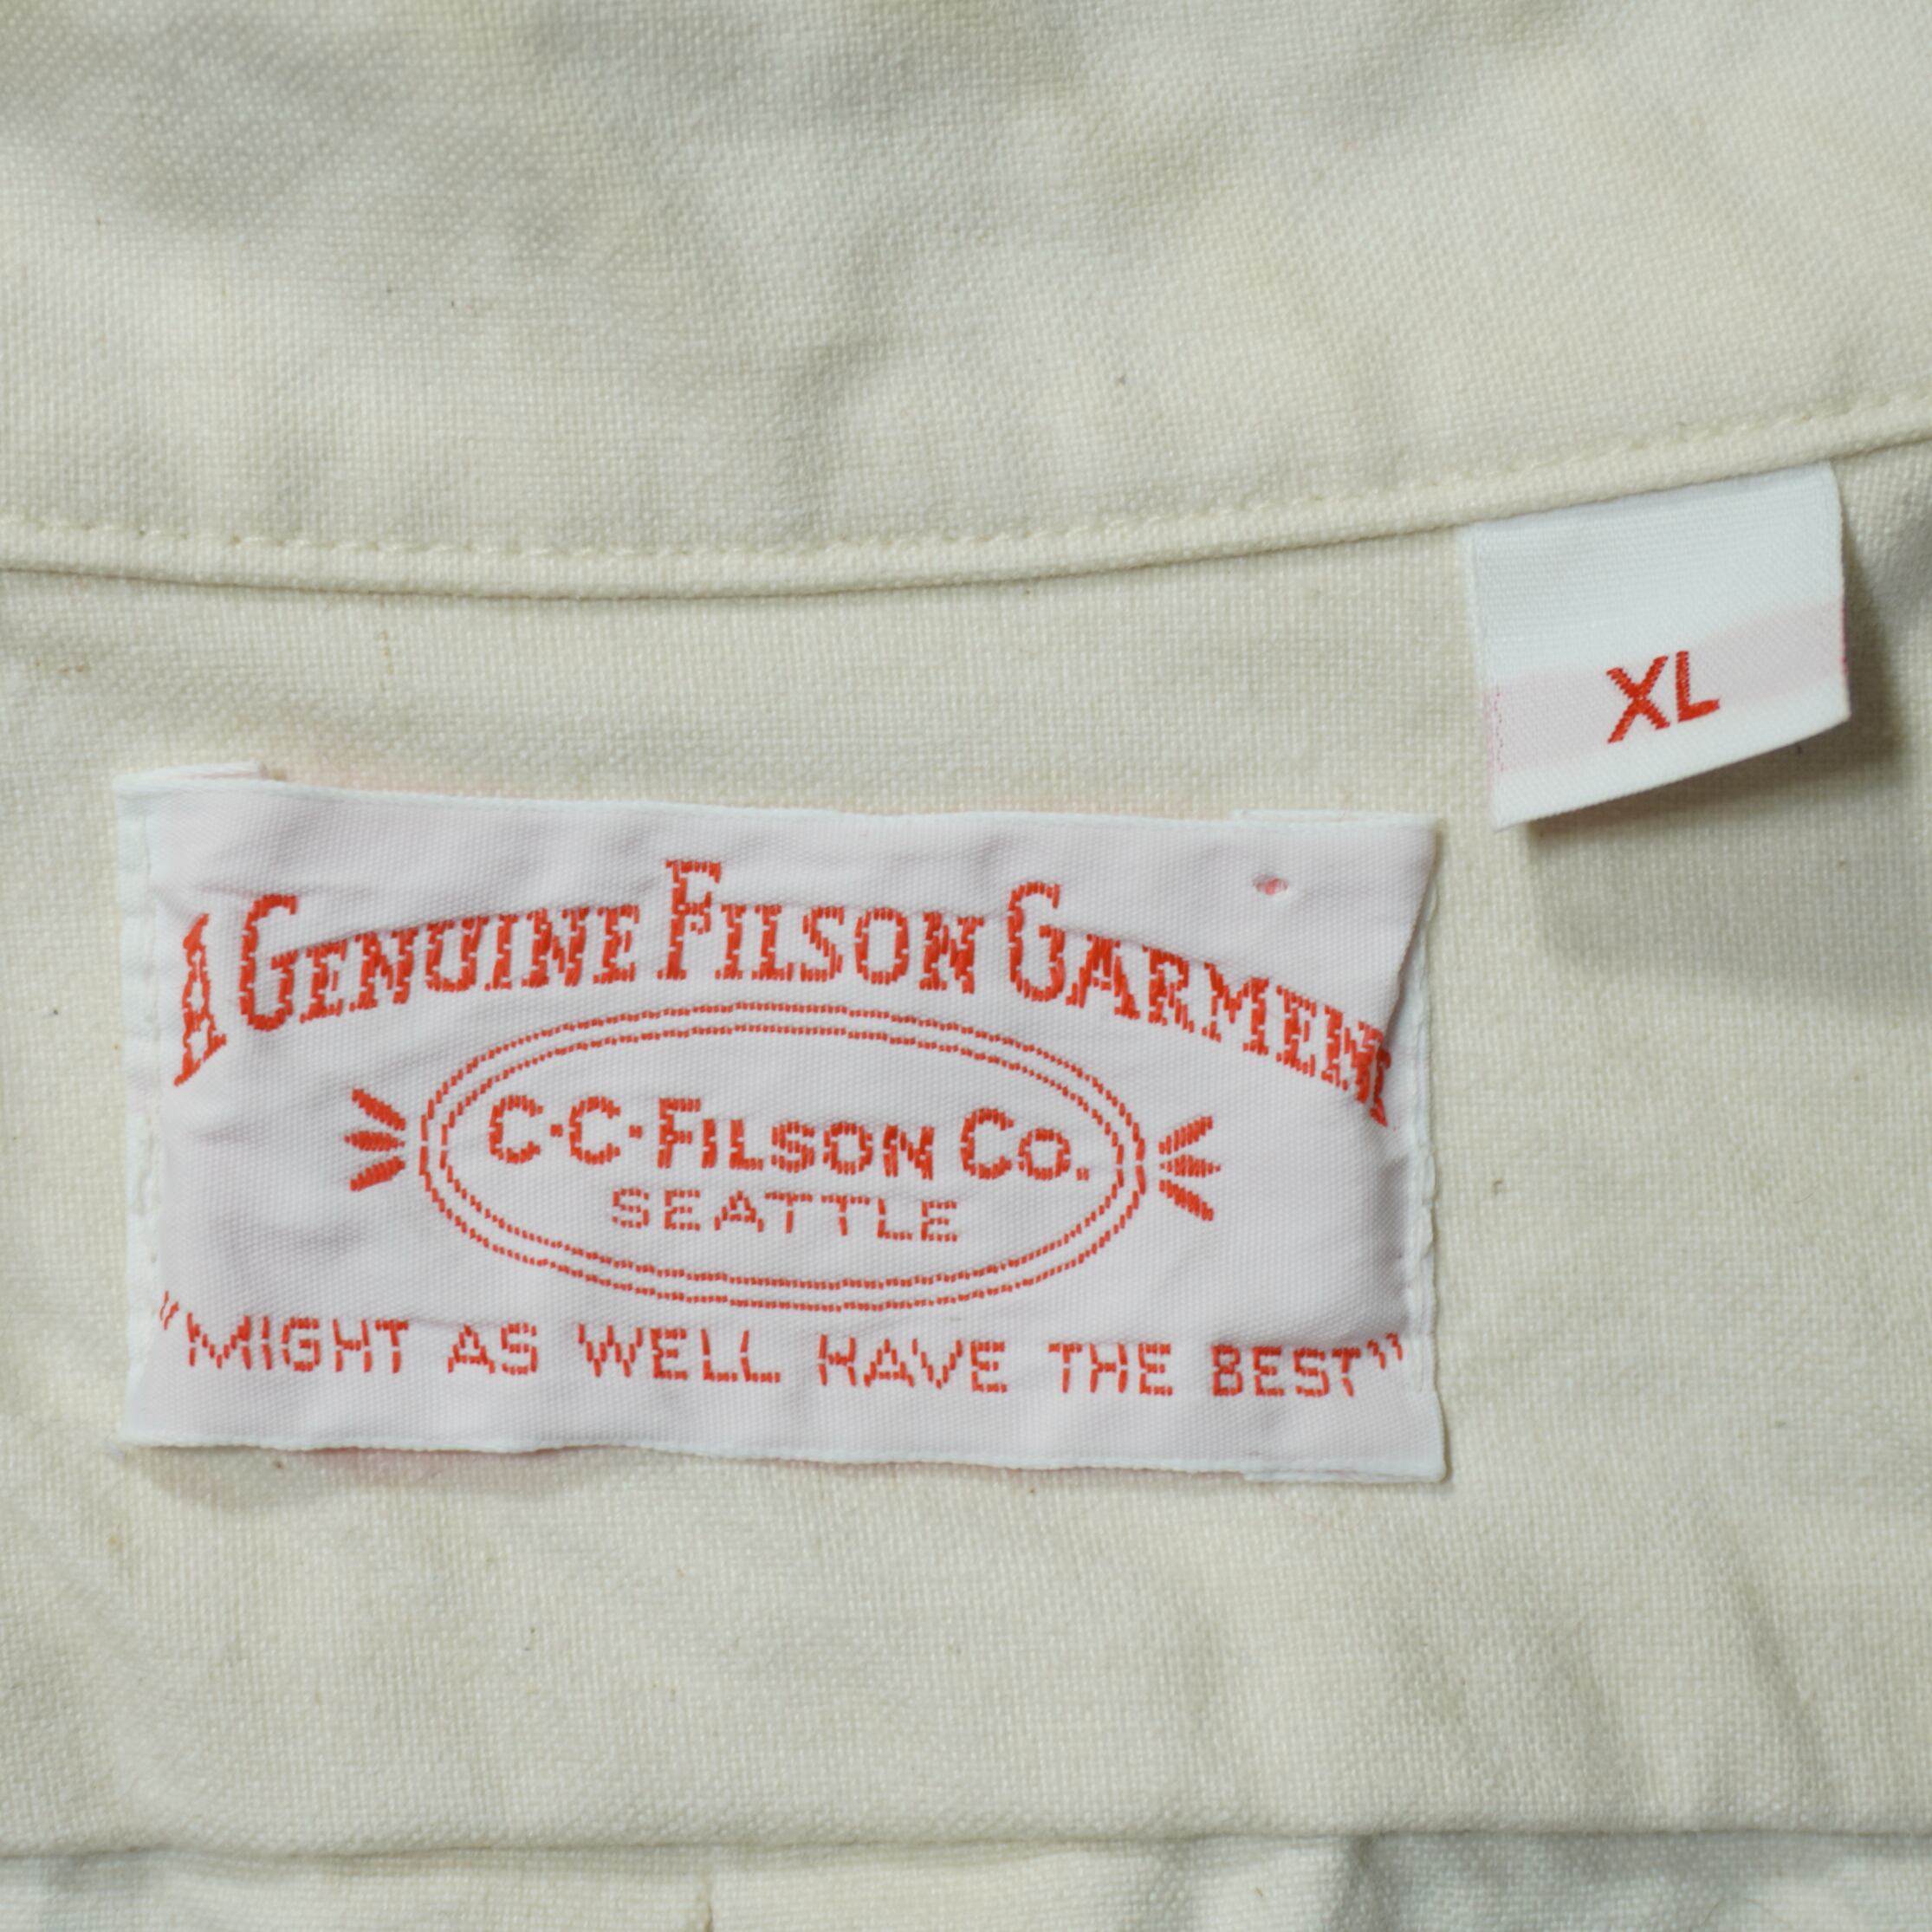 XL
A GENUINE FILSON GARMENT
C·C·FILSON CO.
SEATTLE
"MIGHT AS WELL HAVE THE BEST"